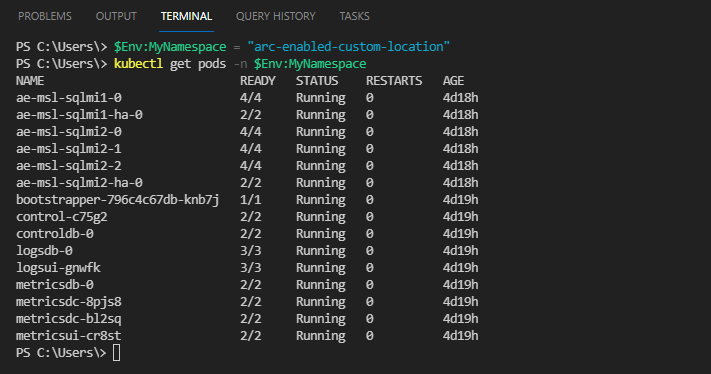 PROBLEMS OUTPUT TERMINAL QUERY HISTORY TASKS
PS C:\Users\> $Env:MyNamespace = "arc-enabled-custom-location"
PS C:\Users\> kubectl get pods -n $Env:MyNamespace
NAME READY STATUS RESTARTS AGE
ae-msl-sqlmi1-0 4/4 Running 0 4d18h
ae-msl-sqlmi1-ha-0 2/2 Running 0 4d18h
ae-msl-sqlmi2-0 4/4 Running 0 4d18h
ae-msl-sqlmi2-1 4/4 Running 0 4d18h
ae-msl-sqlmi2-2 4/4 Running 0 4d18h
ae-msl-sqlmi2-ha-0 2/2 Running 0 4d18h
bootstrapper-796c4c67db-knb7j 1/1 Running 0 4d19h
control-c75g2 2/2 Running 0 4d19h
controldb-0 2/2 Running 0 4d19h
logsdb-0 3/3 Running 0 4d19h
logsui-gnwfk 3/3 Running 0 4d19h
metricsdb-0 2/2 Running 0 4d19h
metricsdc-8pjs8 2/2 Running 0 4d19h
metricsdc-bl2sq 2/2 Running 0 4d19h
metricsui-cr8st 2/2 Running 0 4d19h
PS C:\Users\>